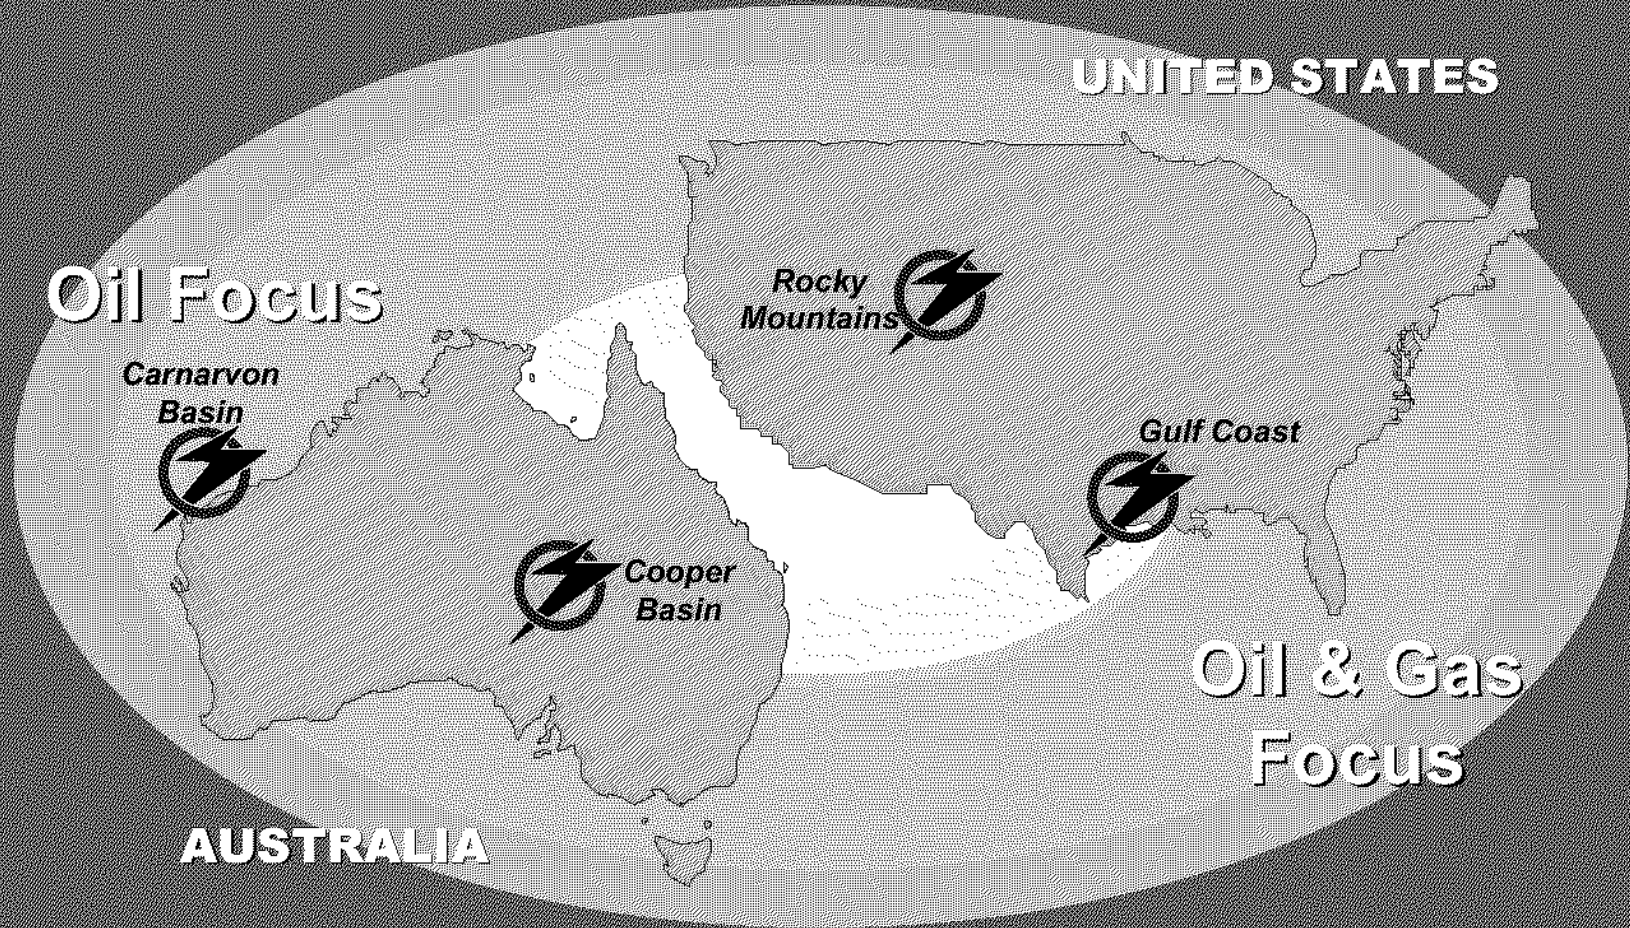 UNITED STATES
Oil Focus
Rocky
Mountains
Carnarvon
Basin
Gulf Coast
Cooper
Basin
Oil & Gas
Focus
AUSTRALIA